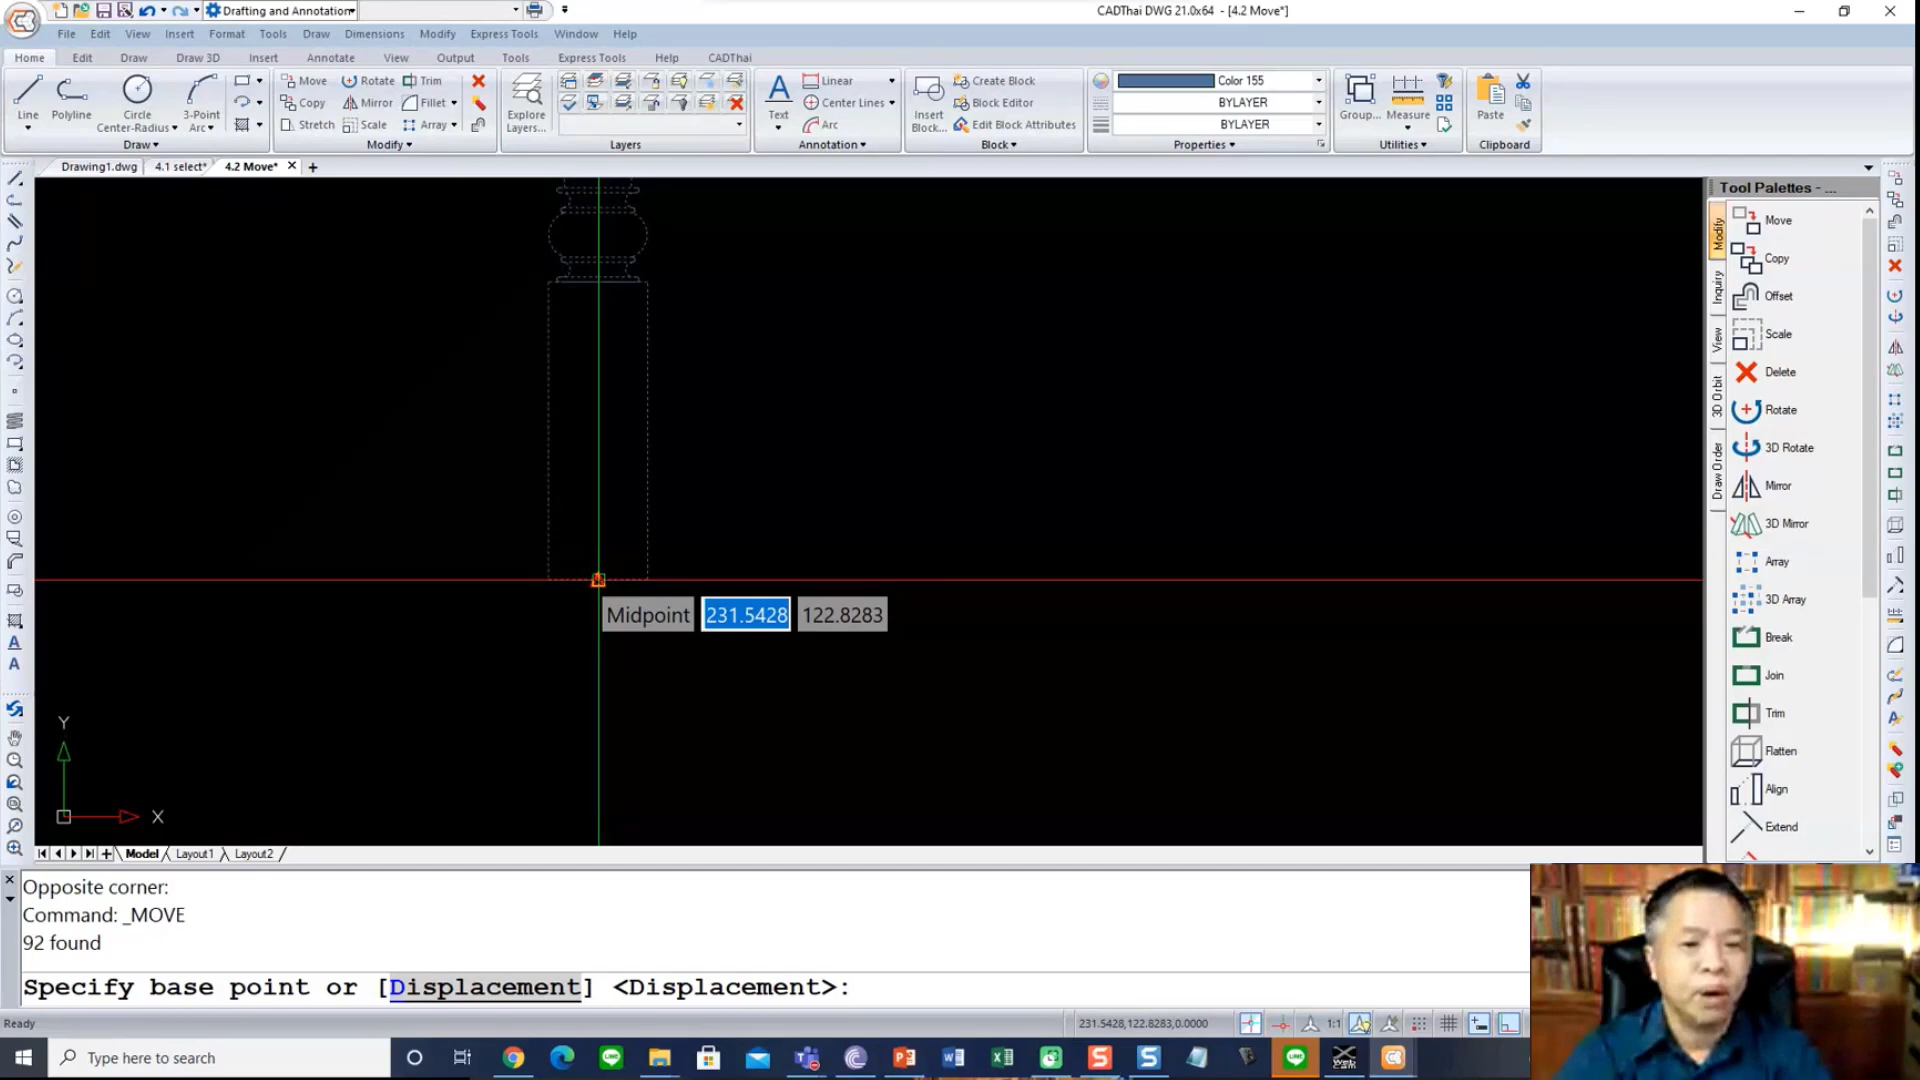 Drafting and Annotation
CADThai DWG 21.0x64 - [4.2 Move*]
File Edit View Insert Format Tools Draw Dimensions Modify Express Tools Window Help
Home Edit Draw Draw 3D Insert Annotate View Output Tools Express Tools Help CADThai
Line
Polyline
Circle
Center-Radius
3-Point
Arc
Draw
Move Rotate Trim
Copy Mirror Fillet
Stretch Scale Array
Modify
Explore
Layers...
Layers
Text
Linear
Center Lines
Arc
Annotation
Insert
Block...
Create Block
Block Editor
Edit Block Attributes
Block
Color 155
BYLAYER
BYLAYER
Properties
Group... Measure
Utilities
Paste
Clipboard
Drawing1.dwg 4.1 select* 4.2 Move*
Tool Palettes - ...
Modify
Inquiry
View
3D Orbit
Draw Order
Move
Copy
Offset
Scale
Delete
Rotate
3D Rotate
Mirror
3D Mirror
Array
3D Array
Break
Join
Trim
Flatten
Align
Extend
Midpoint 231.5428 122.8283
Y
X
Model Layout1 Layout2
Opposite corner:
Command: _MOVE
92 found
Specify base point or [Displacement] <Displacement>:
Ready
231.5428,122.8283,0.0000
1:1
Type here to search